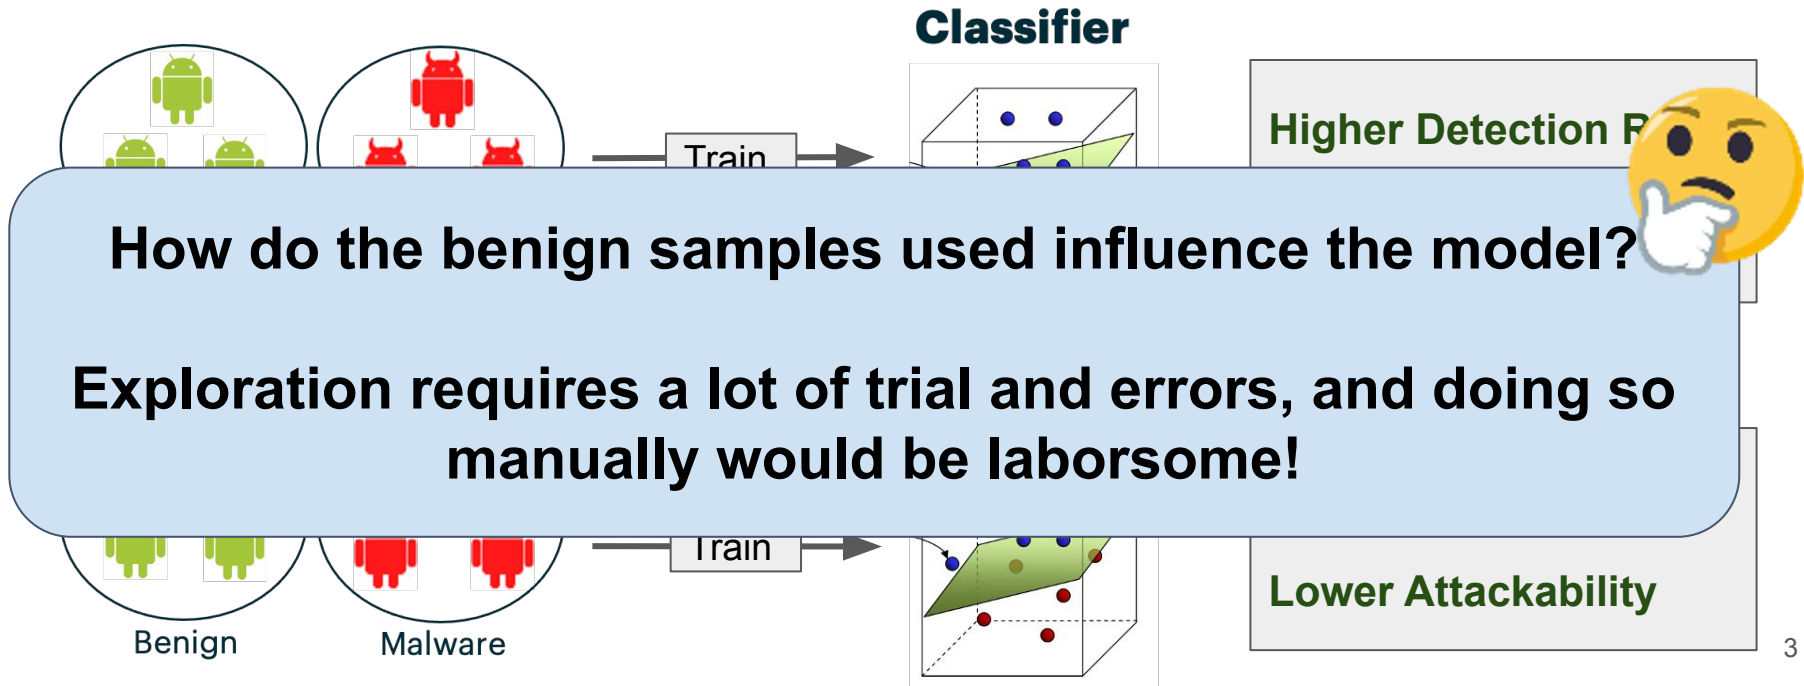 Classifier
Higher Detection
Train
How do the benign samples used influence the model?
Exploration requires a lot of trial and errors, and doing so
manually would be laborsome!
Train
Lower Attackability
Benign
Malware
3